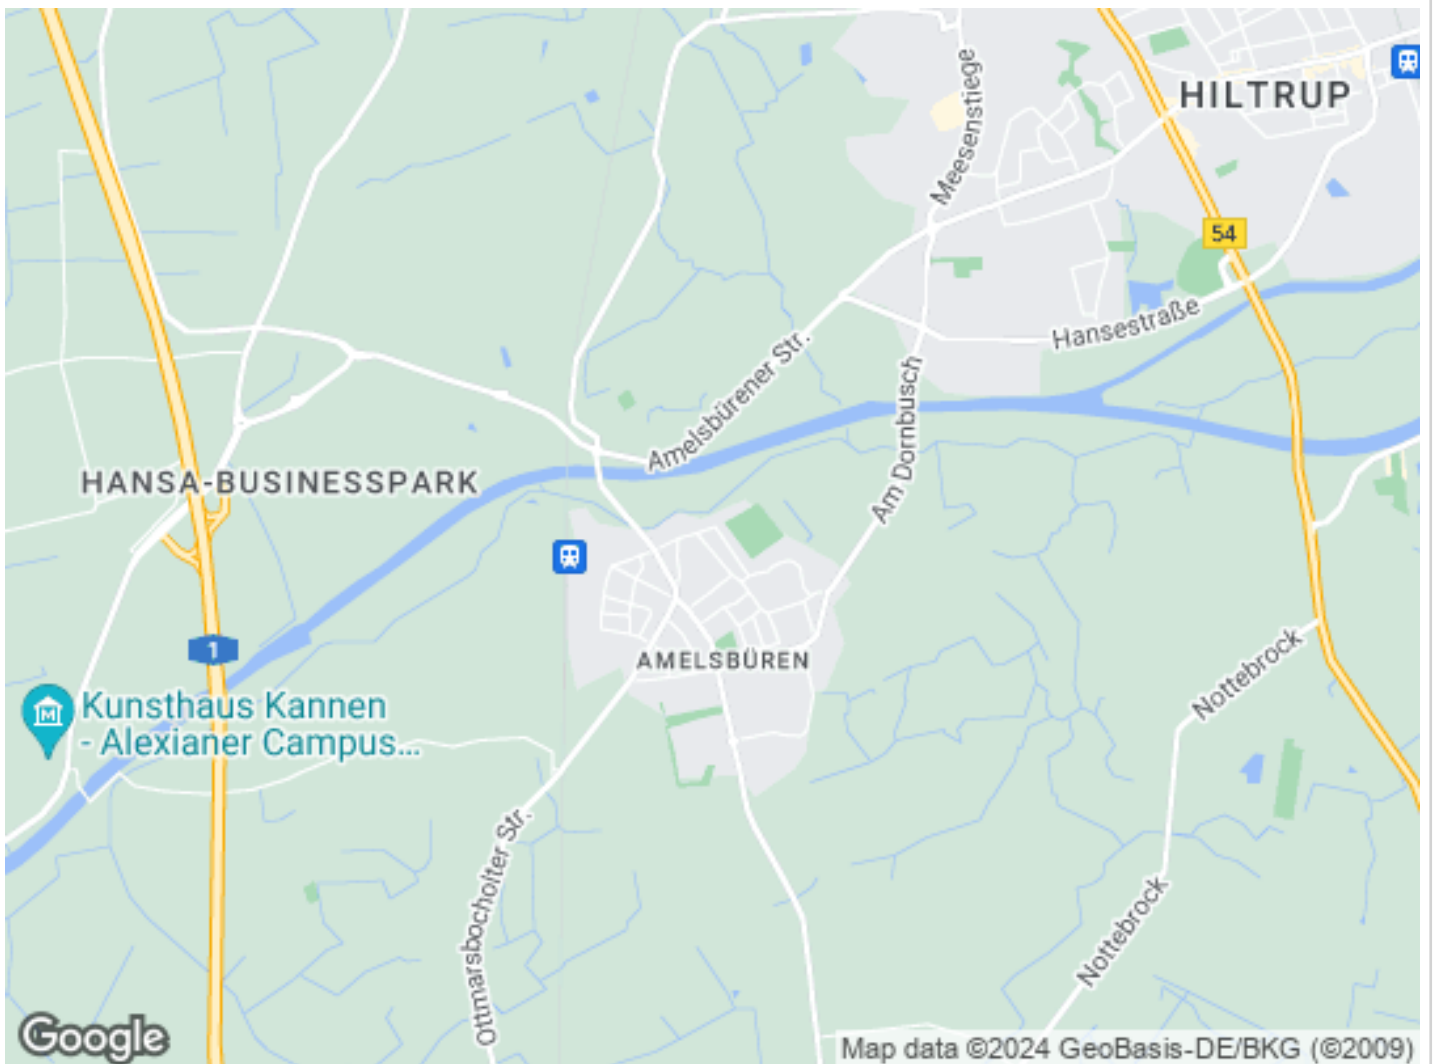 HILTRUP
Meesenstiege
54
Hansestraße
Amelsbürener Str.
Am Dornbusch
HANSA-BUSINESSPARK
1
AMELSBÜREN
Nottebrock
M
Kunsthaus Kannen
- Alexianer Campus...
Ottmarsbocholter Str.
Nottebrock
Google
Map data ©2024 GeoBasis-DE/BKG (©2009)